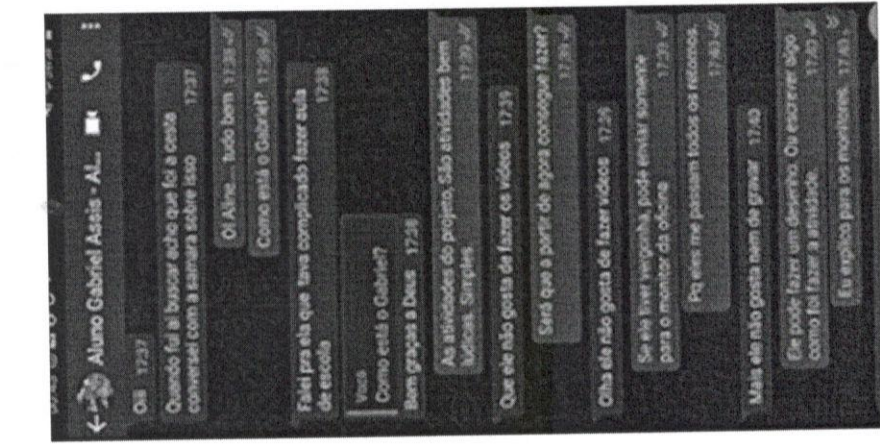 Aluno Gabriel Assis - Al...
Oii 17:37
Quando fui aí buscar acho que foi a cesta
conversei com a samara sobre isso 17:37
Oi Aline... tudo bem 17:38
Como está o Gabriel? 17:38
Falei pra ela que tava complicado fazer aula
de escola 17:38
Você
Como está o Gabriel?
Bem graças a Deus 17:38
As atividades do projeto, São atividades bem
lúdicas. Simples 17:39
Que ele não gosta de fazer os vídeos 17:39
Será que a partir de agora consegue fazer?
17:39
Olha ele não gosta de fazer vídeos 17:39
Se ele tiver vergonha, pode enviar somente
para o monitor da oficina 17:39
Pq eles me passam todos os retornos.
17:40
Mais ele não gosta nem de gravar 17:40
Ele pode fazer um desenho. Ou escrever algo
como foi fazer a atividade. 17:40
Eu explico para os monitores. 17:40